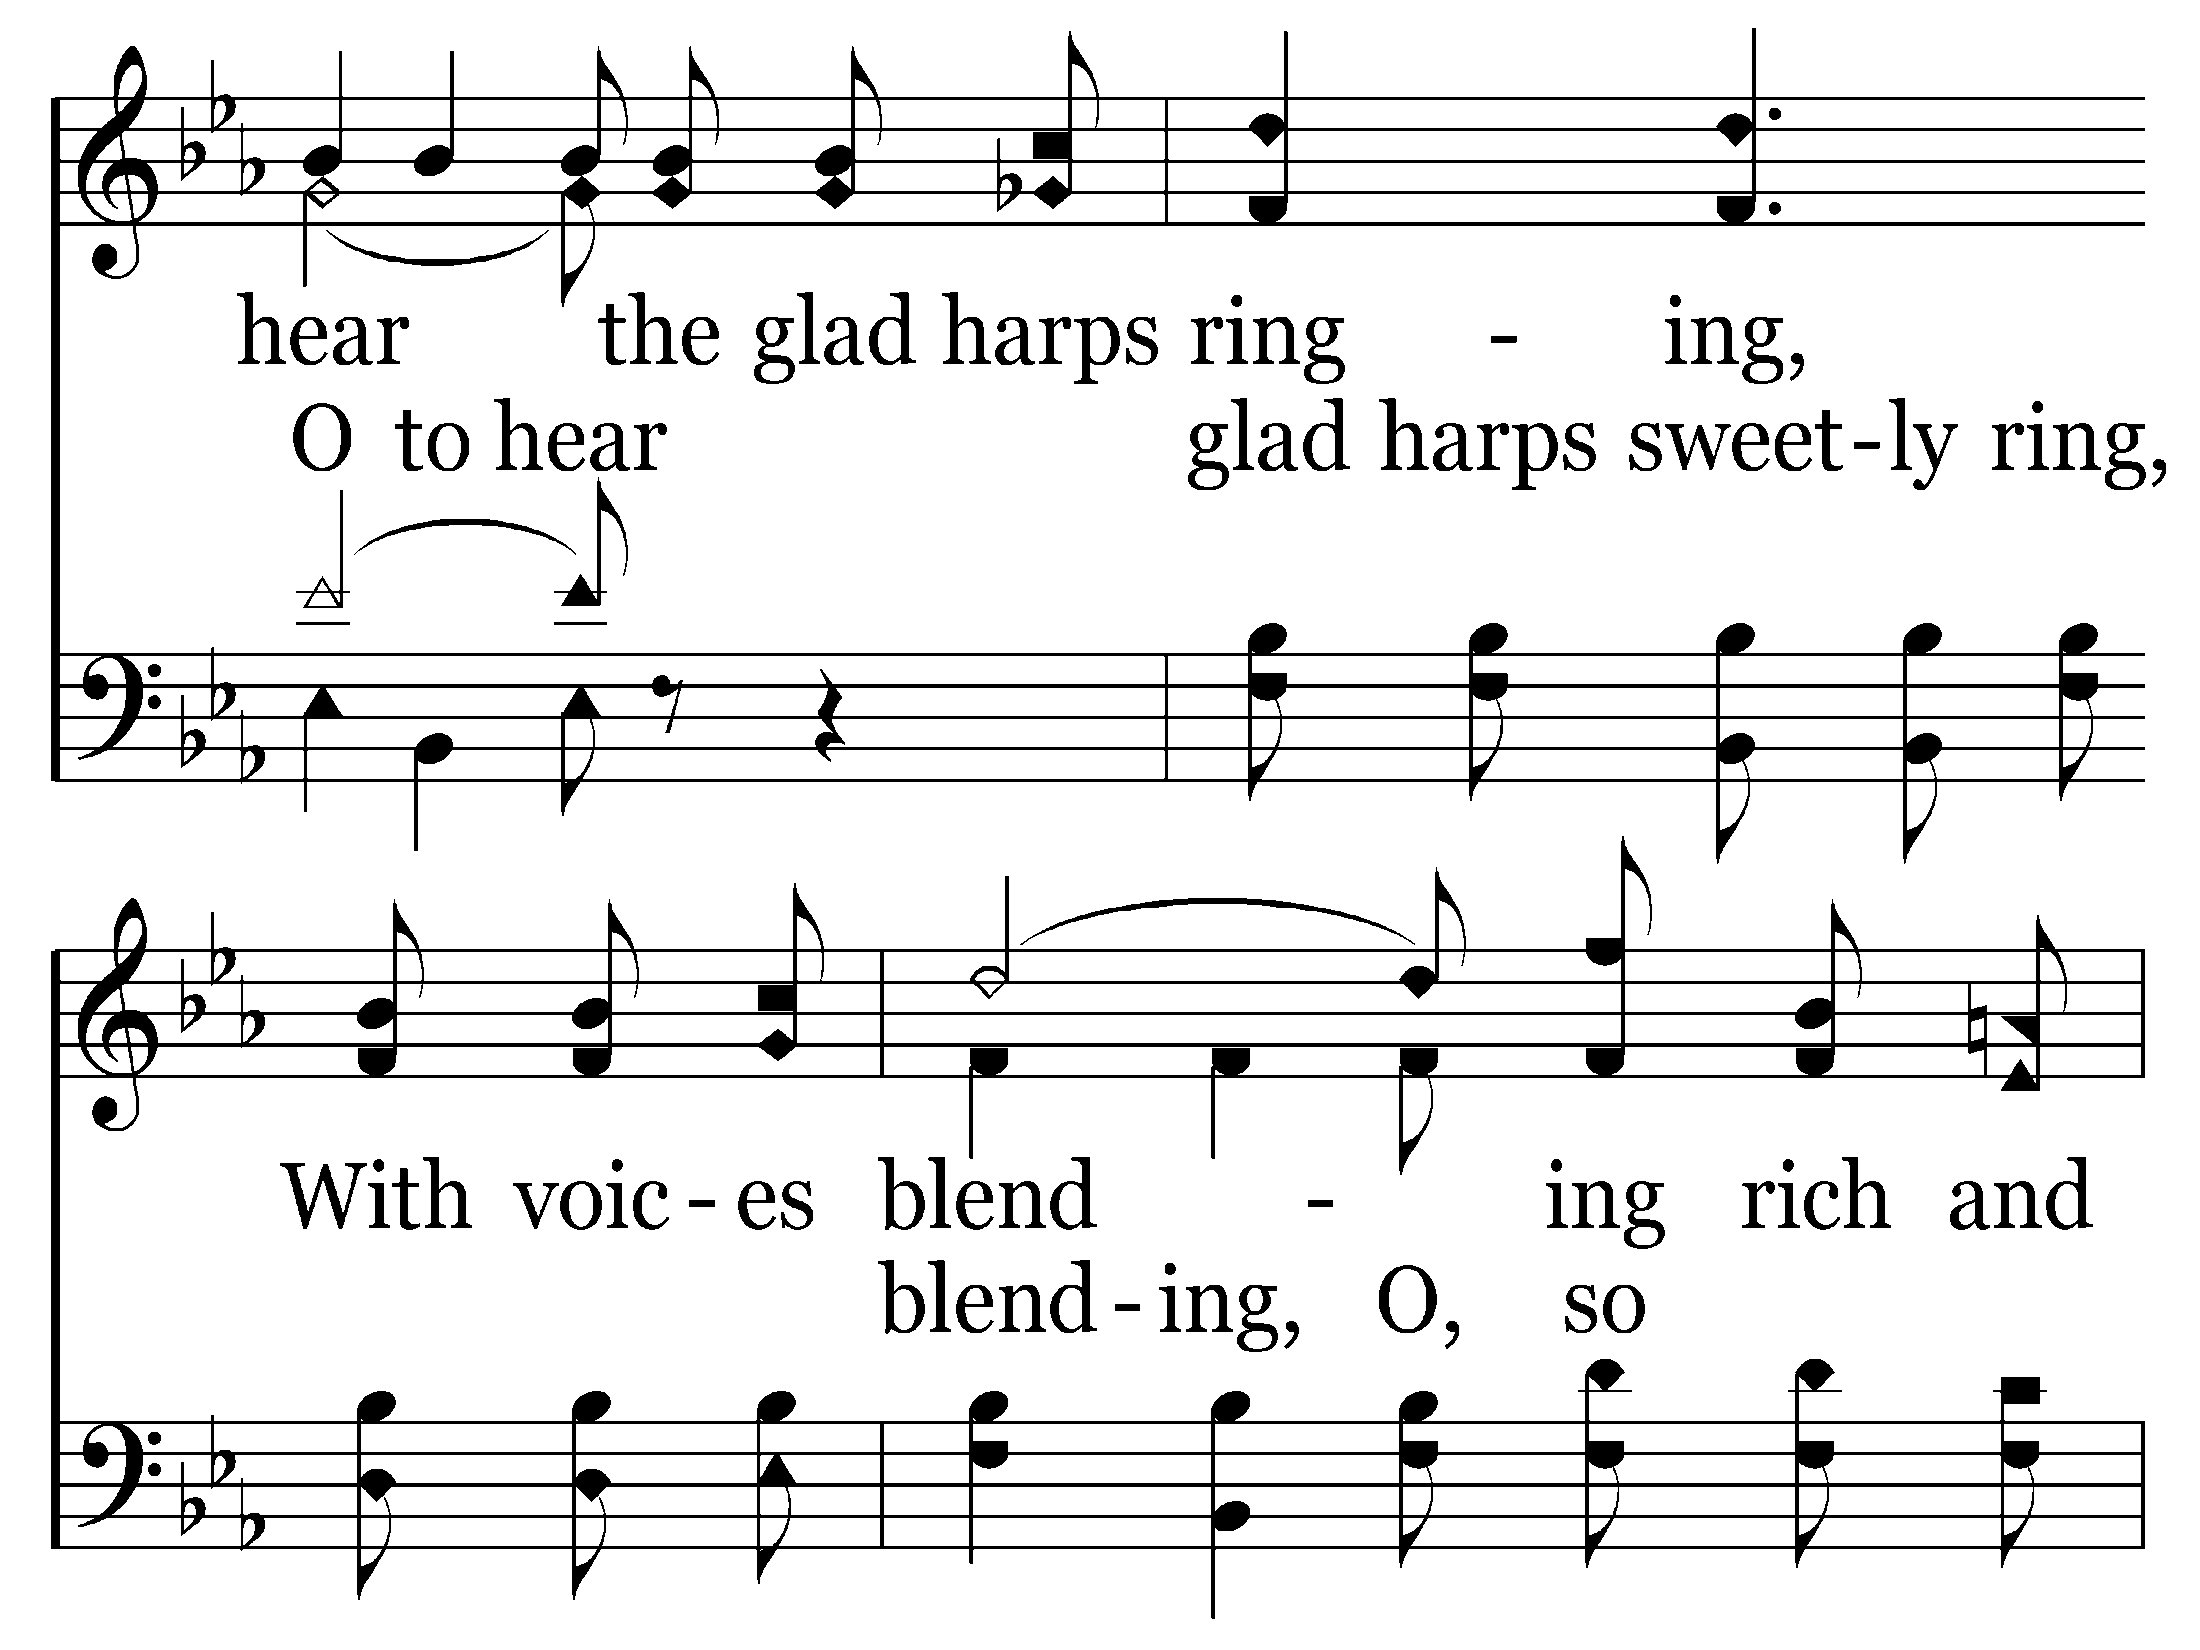 hear the glad harps ring - ing,
O to hear glad harps sweet-ly ring,
With voic - es blend - ing rich and
blend - ing, O, so